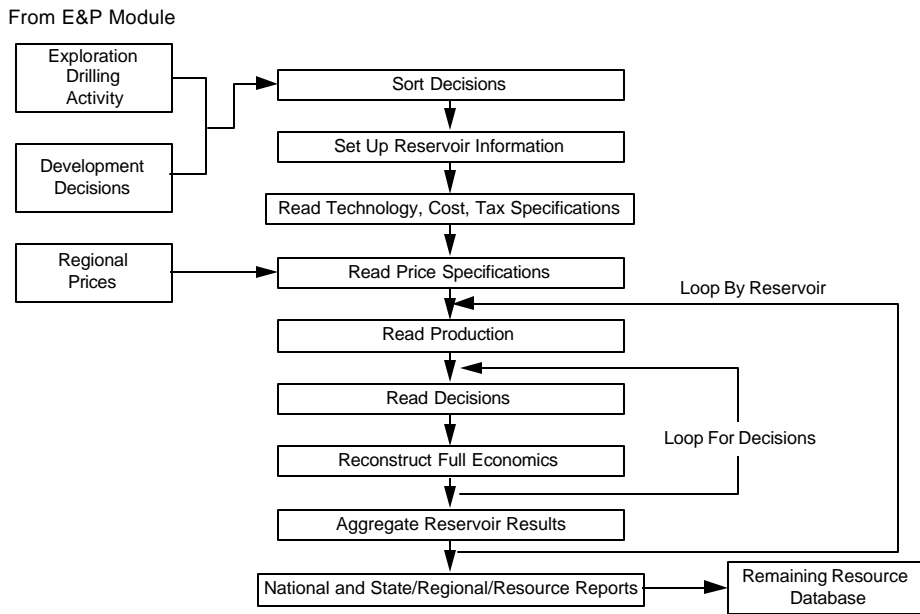 From E&P Module
Exploration
Drilling
Activity
Sort Decisions
Set Up Reservoir Information
Development
Decisions
Read Technology, Cost, Tax Specifications
Regional
Prices
Read Price Specifications
Loop By Reservoir
Read Production
Read Decisions
Loop For Decisions
Reconstruct Full Economics
Aggregate Reservoir Results
National and State/Regional/Resource Reports
Remaining Resource
Database